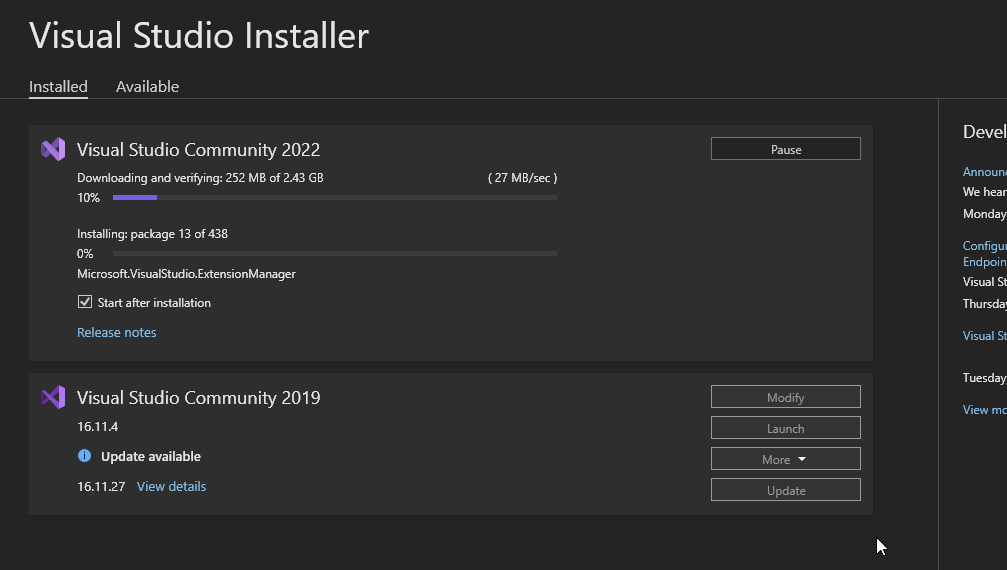 Visual Studio Installer
Installed Available
Visual Studio Community 2022
Pause
Downloading and verifying: 252 MB of 2.43 GB ( 27 MB/sec )
10%
Installing: package 13 of 438
0%
Microsoft.VisualStudio.ExtensionManager
Start after installation
Release notes
Visual Studio Community 2019
Modify
16.11.4
Launch
Update available
More
16.11.27 View details
Update
Devel
Announ
We hear
Monday
Configu
Endpoin
Visual St
Thursday
Visual St
Tuesday
View mo